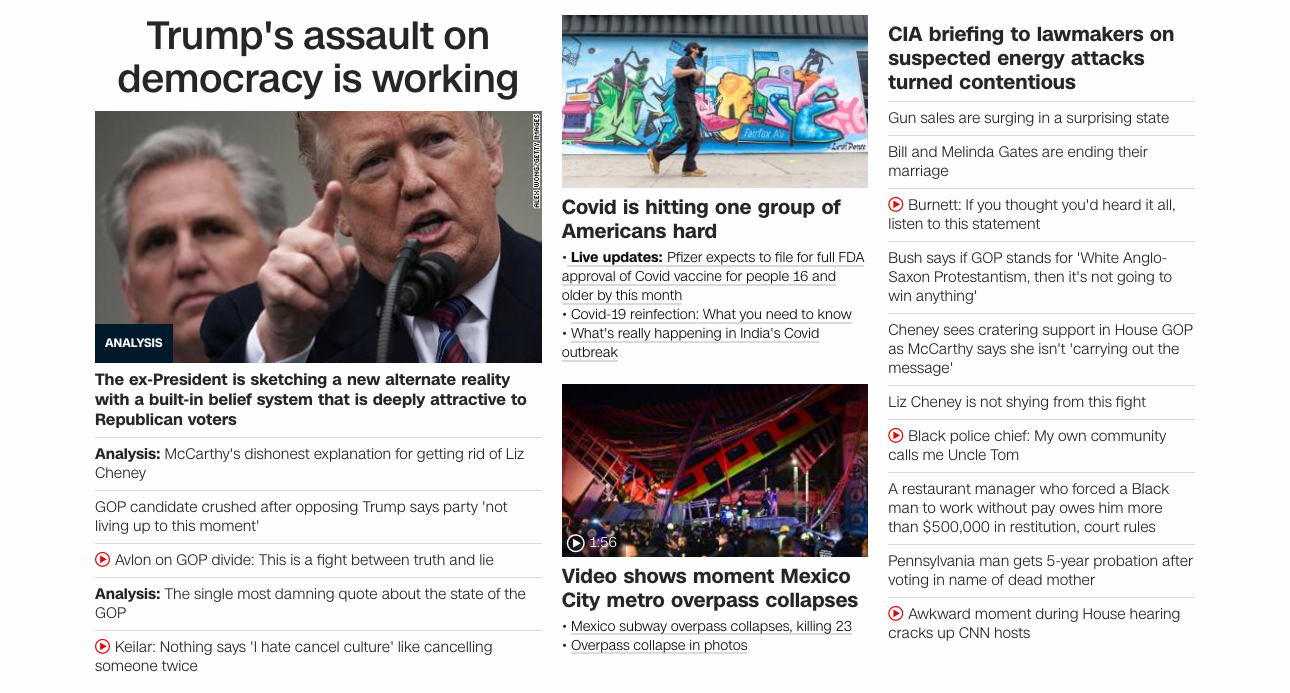 Trump's assault on
democracy is working
ALEX WONG/GETTY IMAGES
ANALYSIS
The ex-President is sketching a new alternate reality
with a built-in belief system that is deeply attractive to
Republican voters
Analysis: McCarthy's dishonest explanation for getting rid of Liz
Cheney
GOP candidate crushed after opposing Trump says party 'not
living up to this moment'
Avlon on GOP divide: This is a fight between truth and lie
Analysis: The single most damning quote about the state of the
GOP
Keilar: Nothing says 'I hate cancel culture' like cancelling
someone twice
Fairfax AV
Covid is hitting one group of
Americans hard
• Live updates: Pfizer expects to file for full FDA
approval of Covid vaccine for people 16 and
older by this month
• Covid-19 reinfection: What you need to know
• What's really happening in India's Covid
outbreak
1:56
Video shows moment Mexico
City metro overpass collapses
• Mexico subway overpass collapses, killing 23
• Overpass collapse in photos
CIA briefing to lawmakers on
suspected energy attacks
turned contentious
Gun sales are surging in a surprising state
Bill and Melinda Gates are ending their
marriage
Burnett: If you thought you'd heard it all,
listen to this statement
Bush says if GOP stands for 'White Anglo-
Saxon Protestantism, then it's not going to
win anything'
Cheney sees cratering support in House GOP
as McCarthy says she isn't 'carrying out the
message'
Liz Cheney is not shying from this fight
Black police chief: My own community
calls me Uncle Tom
A restaurant manager who forced a Black
man to work without pay owes him more
than $500,000 in restitution, court rules
Pennsylvania man gets 5-year probation after
voting in name of dead mother
Awkward moment during House hearing
cracks up CNN hosts